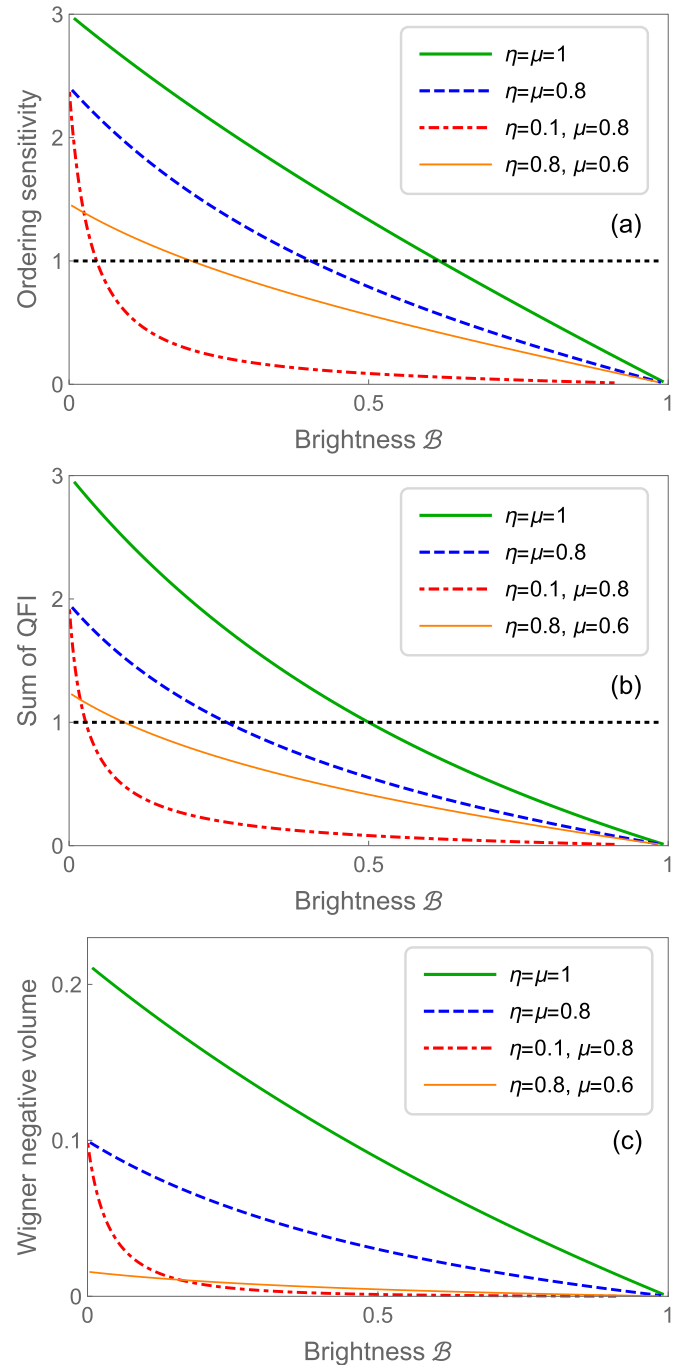 3
2
1
0
Ordering sensitivity
η=μ=1
η=μ=0.8
η=0.1, μ=0.8
η=0.8, μ=0.6
(a)
0
0.5
1
Brightness ℬ
3
2
1
0
Sum of QFI
η=μ=1
η=μ=0.8
η=0.1, μ=0.8
η=0.8, μ=0.6
(b)
0
0.5
1
Brightness ℬ
0.2
0.1
0
Wigner negative volume
η=μ=1
η=μ=0.8
η=0.1, μ=0.8
η=0.8, μ=0.6
(c)
0
0.5
1
Brightness ℬ